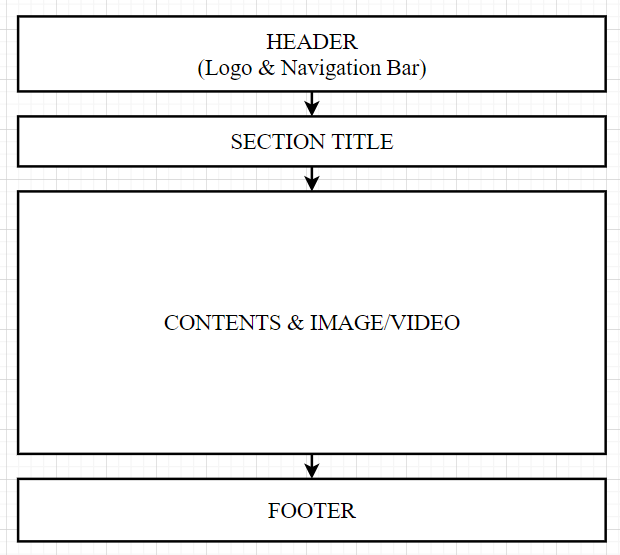 HEADER
(Logo & Navigation Bar)
SECTION TITLE
CONTENTS & IMAGE/VIDEO
FOOTER